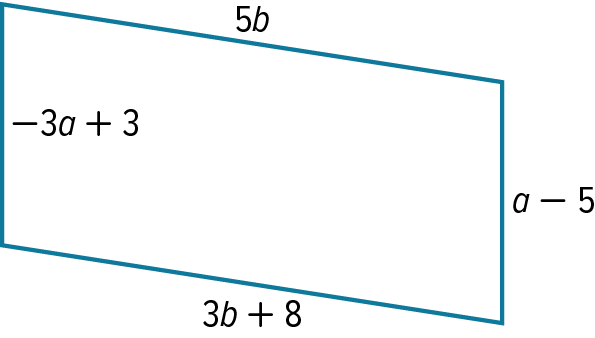 5b
−3a + 3
a − 5
3b + 8